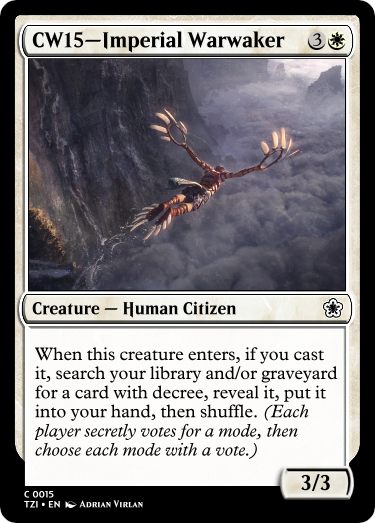 CW15—Imperial Warwaker 3
Creature — Human Citizen
When this creature enters, if you cast
it, search your library and/or graveyard
for a card with decree, reveal it, put it
into your hand, then shuffle. (Each
player secretly votes for a mode, then
choose each mode with a vote.)
3/3
C 0015
TZI • EN Adrian Virlan